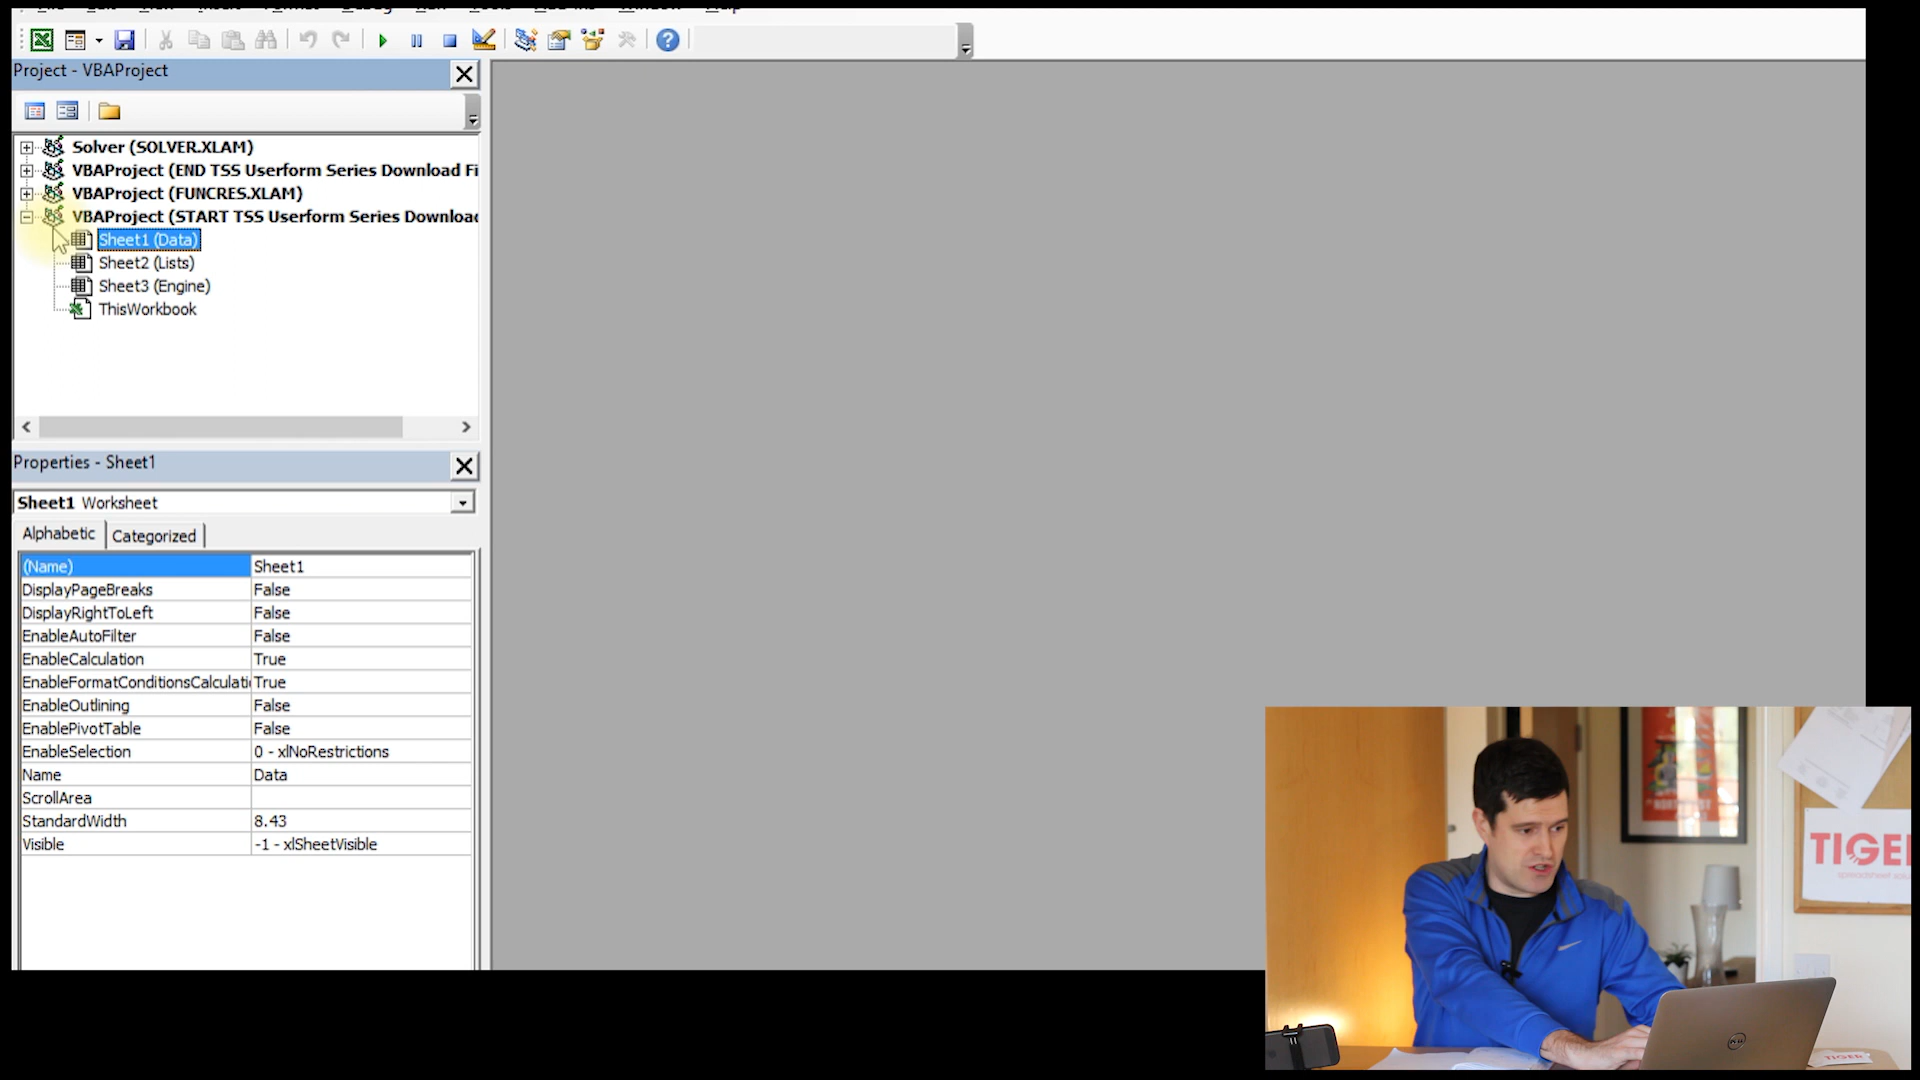 Project - VBAProject
Solver (SOLVER.XLAM)
VBAProject (END TSS Userform Series Download Fi
VBAProject (FUNCRES.XLAM)
VBAProject (START TSS Userform Series Download
Sheet1 (Data)
Sheet2 (Lists)
Sheet3 (Engine)
ThisWorkbook
Properties - Sheet1
Sheet1 Worksheet
Alphabetic Categorized
(Name) Sheet1
DisplayPageBreaks False
DisplayRightToLeft False
EnableAutoFilter False
EnableCalculation True
EnableFormatConditionsCalculati True
EnableOutlining False
EnablePivotTable False
EnableSelection 0 - xlNoRestrictions
Name Data
ScrollArea
StandardWidth 8.43
Visible -1 - xlSheetVisible
TIGE
TIGER